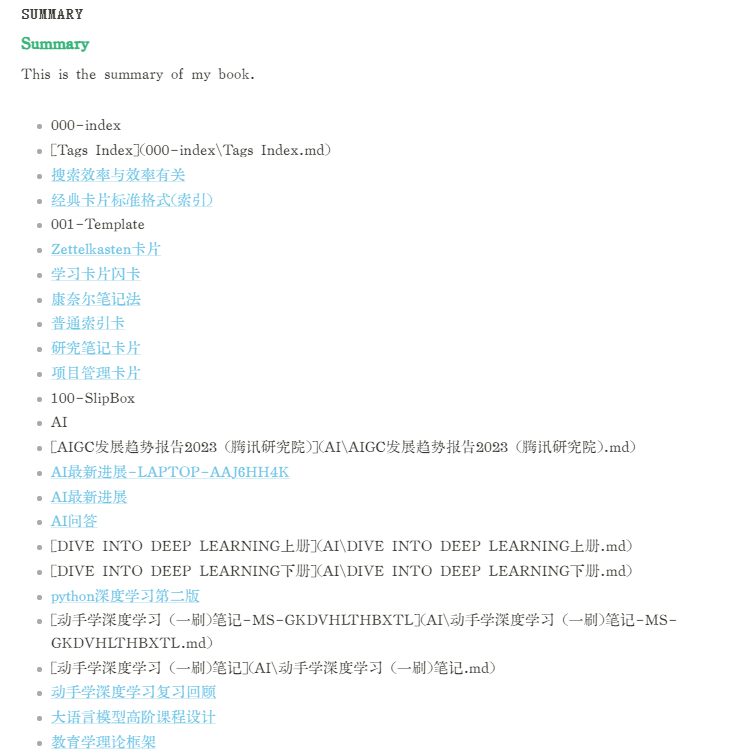 SUMMARY
Summary
This is the summary of my book.
000-index
[Tags Index](000-index\Tags Index.md)
搜索效率与效率有关
经典卡片标准格式(索引)
001-Template
Zettelkasten卡片
学习卡片闪卡
康奈尔笔记法
普通索引卡
研究笔记卡片
项目管理卡片
100-SlipBox
AI
[AIGC发展趋势报告2023（腾讯研究院)](AI\AIGC发展趋势报告2023（腾讯研究院).md)
AI最新进展-LAPTOP-AAJ6HH4K
AI最新进展
AI问答
[DIVE INTO DEEP LEARNING上册](AI\DIVE INTO DEEP LEARNING上册.md)
[DIVE INTO DEEP LEARNING下册](AI\DIVE INTO DEEP LEARNING下册.md)
python深度学习第二版
[动手学深度学习（一刷)笔记-MS-GKDVHLTHBXTL](AI\动手学深度学习（一刷)笔记-MS-
GKDVHLTHBXTL.md)
[动手学深度学习（一刷)笔记](AI\动手学深度学习（一刷)笔记.md)
动手学深度学习复习回顾
大语言模型高阶课程设计
教育学理论框架